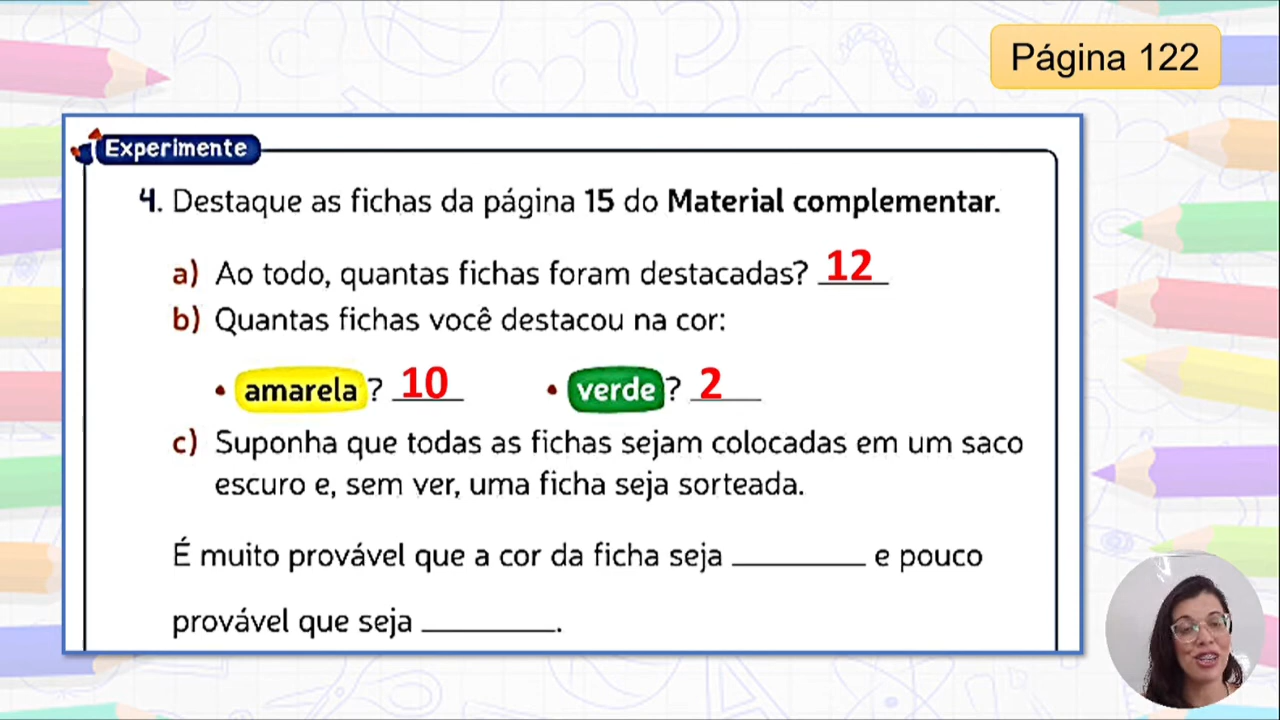 Página 122
Experimente
4. Destaque as fichas da página 15 do Material complementar.
a) Ao todo, quantas fichas foram destacadas? 12
b) Quantas fichas você destacou na cor:
• amarela? 10 • verde? 2
c) Suponha que todas as fichas sejam colocadas em um saco
escuro e, sem ver, uma ficha seja sorteada.
É muito provável que a cor da ficha seja ________ e pouco
provável que seja ________.